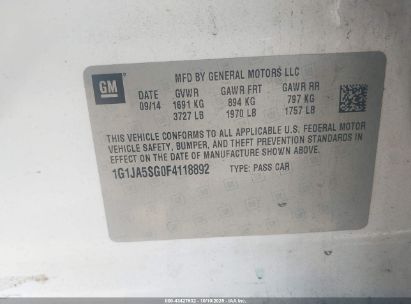 GM
MFD BY GENERAL MOTORS LLC
DATE GVWR GAWR FRT GAWR RR
09/14 1691 KG 894 KG 797 KG
3727 LB 1970 LB 1757 LB
THIS VEHICLE CONFORMS TO ALL APPLICABLE U.S. FEDERAL MOTOR
VEHICLE SAFETY, BUMPER, AND THEFT PREVENTION STANDARDS IN
EFFECT ON THE DATE OF MANUFACTURE SHOWN ABOVE.
1G1JA5SG0F4118892 TYPE: PASS CAR